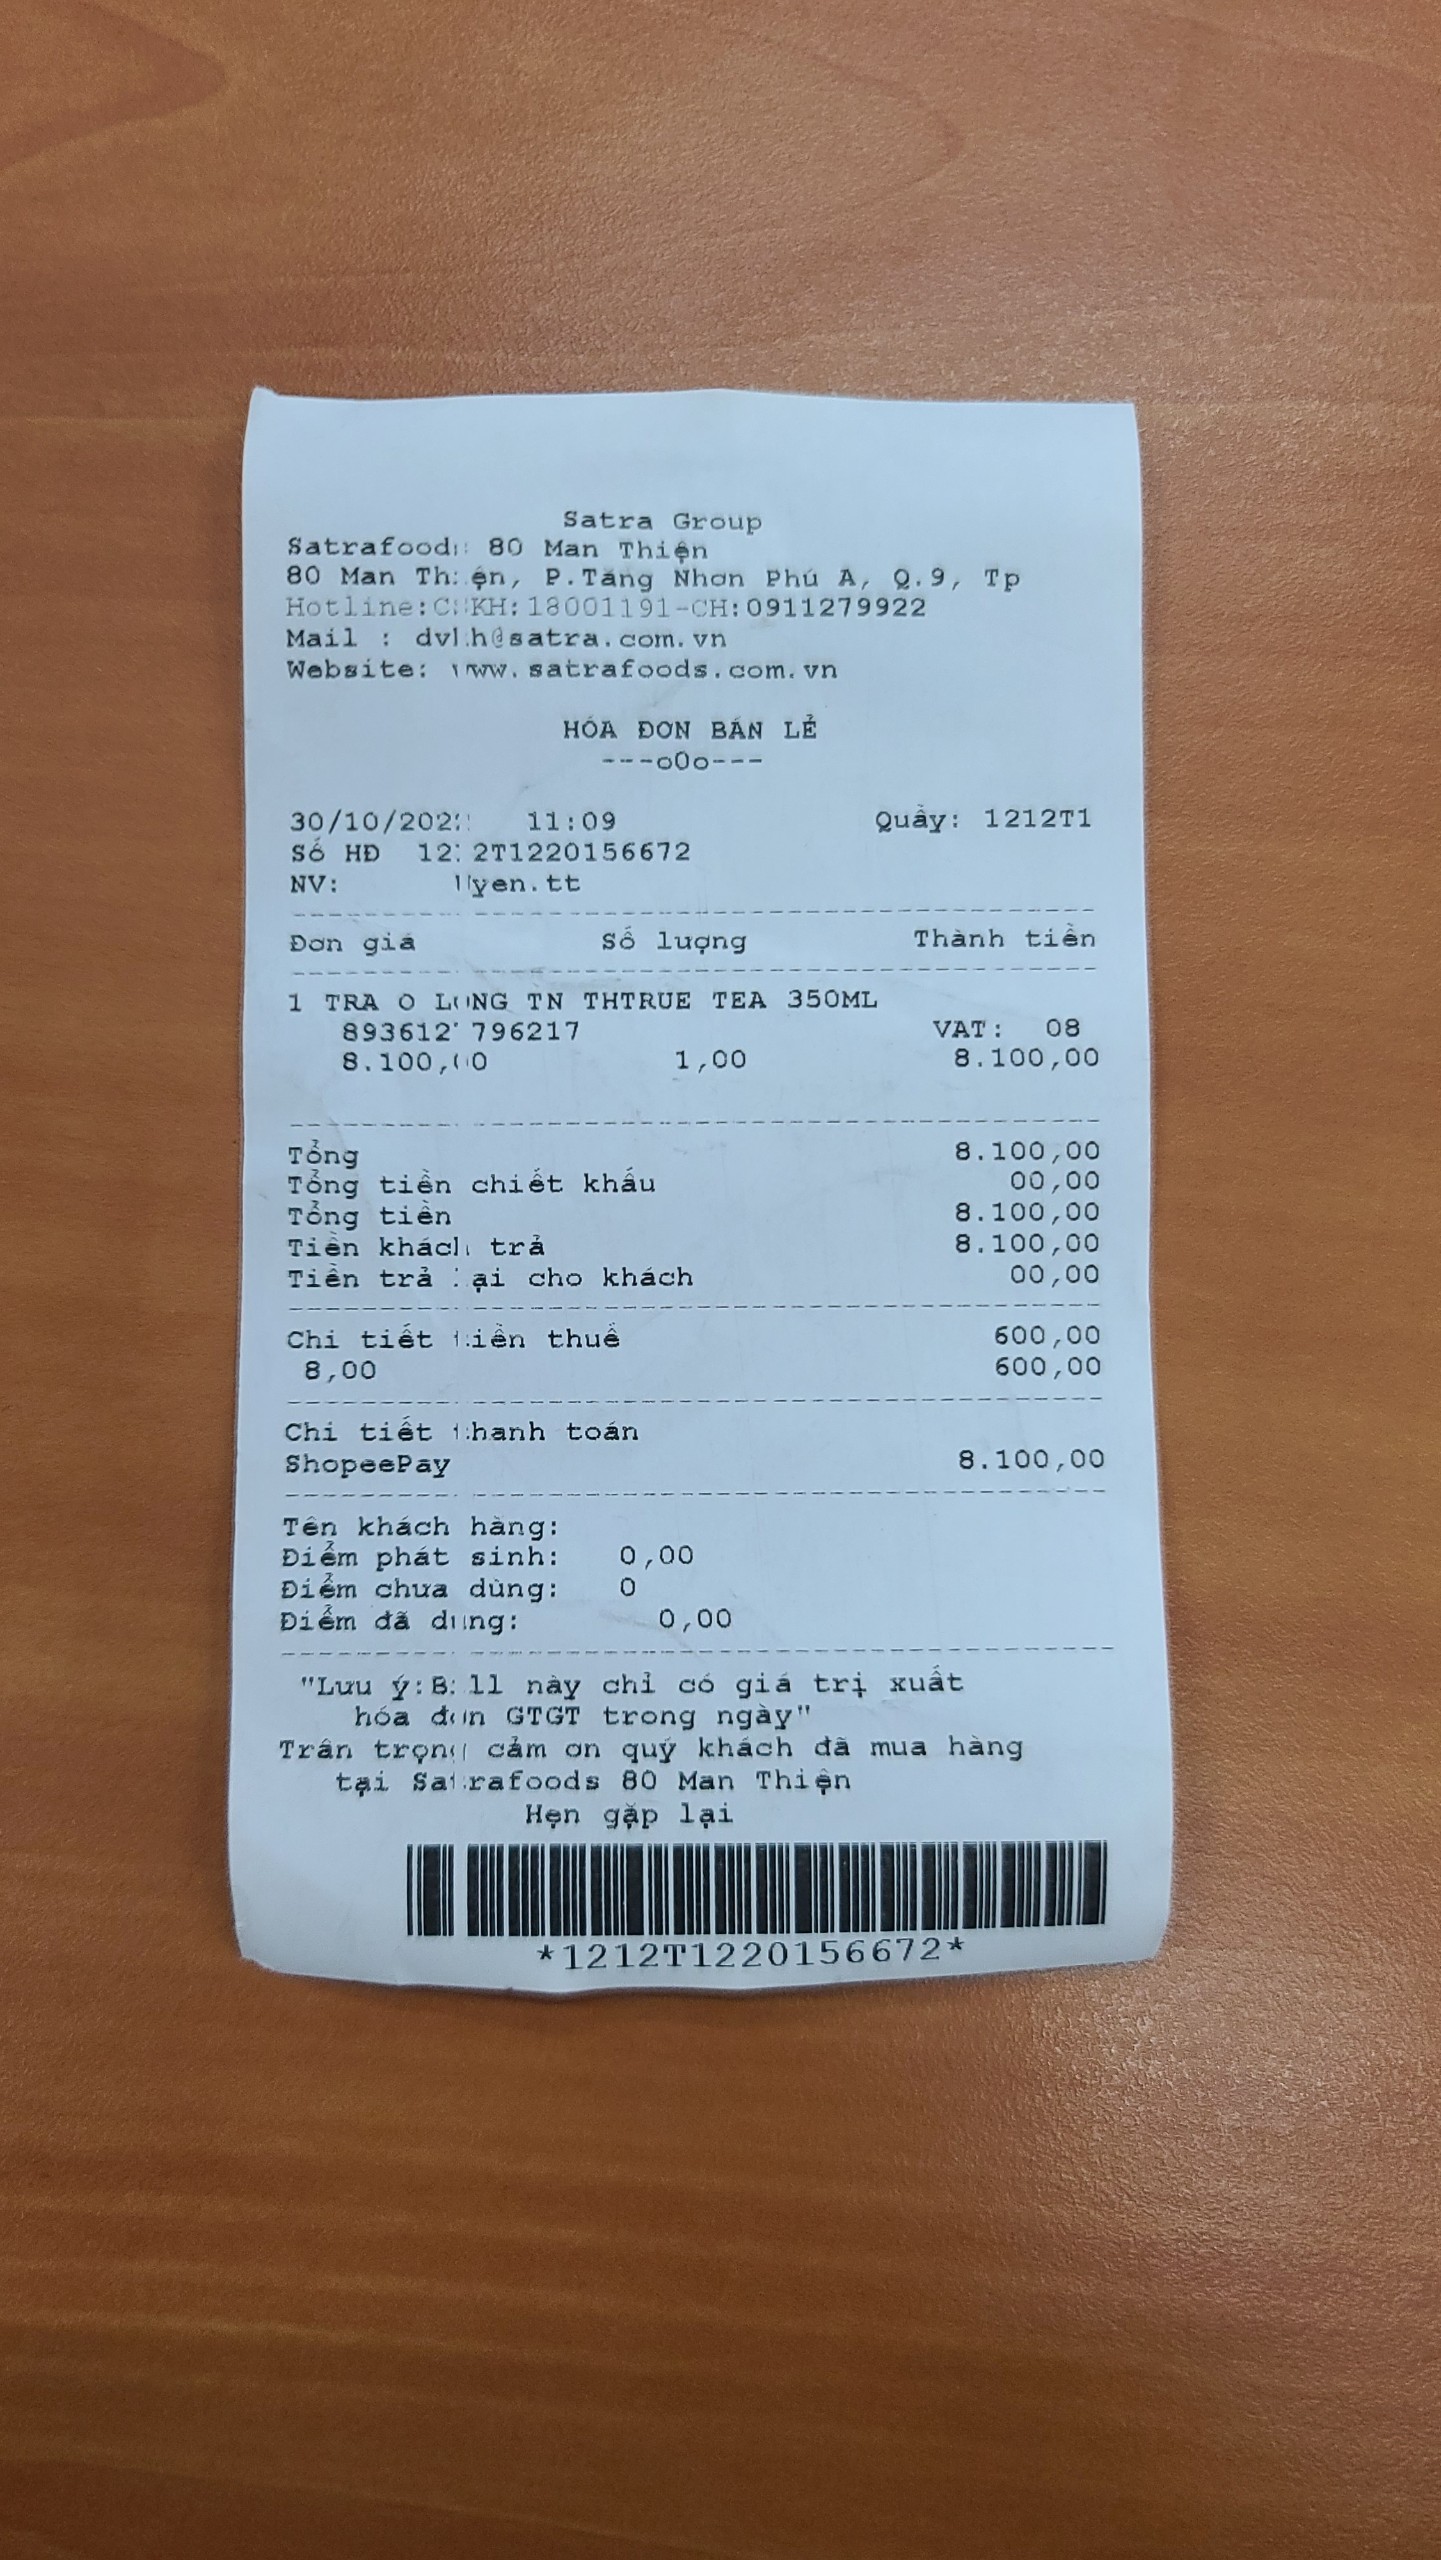 Satra Group
Satrafoods 80 Man Thiện
80 Man Thiện, P.Tăng Nhơn Phú A, Q.9, Tp
Hotline:CSKH:18001191-CH:0911279922
Mail : dvkh@satra.com.vn
Website: www.satrafoods.com.vn
HÓA ĐƠN BÁN LẺ
---oOo---
30/10/2022 11:09 Quầy: 1212T1
Số HĐ 1212T1220156672
NV: Uyen.tt
Đơn giá Số lượng Thành tiền
1 TRA O LONG TN THTRUE TEA 350ML
VAT: 08
8.100,00 1,00 8.100,00
Tổng 8.100,00
Tổng tiền chiết khấu 00,00
Tổng tiền 8.100,00
Tiền khách trả 8.100,00
Tiền trả lại cho khách 00,00
Chi tiết tiền thuế 600,00
8,00 600,00
Chi tiết thanh toán
ShopeePay 8.100,00
Tên khách hàng:
Điểm phát sinh: 0,00
Điểm chưa dùng: 0
Điểm đã dùng: 0,00
"Lưu ý:Bill này chỉ có giá trị xuất
hóa đơn GTGT trong ngày"
Trân trọng cảm ơn quý khách đã mua hàng
tại Satrafoods 80 Man Thiện
Hẹn gặp lại
*1212T1220156672*